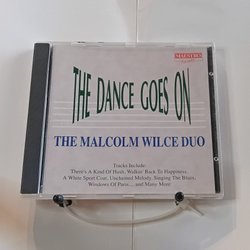 MAESTRO
THE DANCE GOES ON
THE MALCOLM WILCE DUO
Tracks Include:
There's A Kind Of Hush, Walkin' Back To Happiness,
A White Sport Coat, Unchained Melody, Singing The Blues,
Windows Of Paris... and Many More